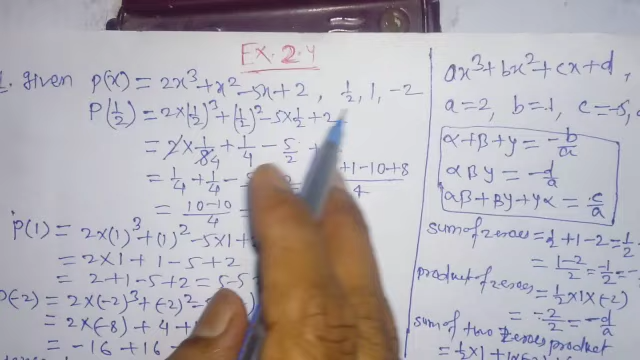 EX. 2.4
1. Given P(x) = 2x³ + x² - 5x + 2 , ½, 1, -2
P(½) = 2×(½)³ + (½)² - 5×½ + 2
= 2 × 1/8 4 + 1/4 - 5/2 +
= 1/4 + 1/4 - +1-10+8 / 4
= 10-10 / 4 =
P(1) = 2×(1)³ + (1)² - 5×1
= 2×1 + 1 - 5 + 2
= 2 + 1 - 5 + 2 = 5-5
P(-2) = 2×(-2)³ + (-2)² -
= 2×(-8) + 4 +
= -16 + 16
ax³ + bx² + cx + d ,
a = 2, b = 1, c = -5,
α + β + γ = -b/a
αβγ = -d/a
αβ + βγ + γα = c/a
sum of zeroes = ½ + 1 - 2 = ½
= 1-2 / 2 = -1/2 =
product of zeroes = ½ × 1 × (-2)
= -2/2 = -d/a
sum of two zeroes product
= ½ × 1 +